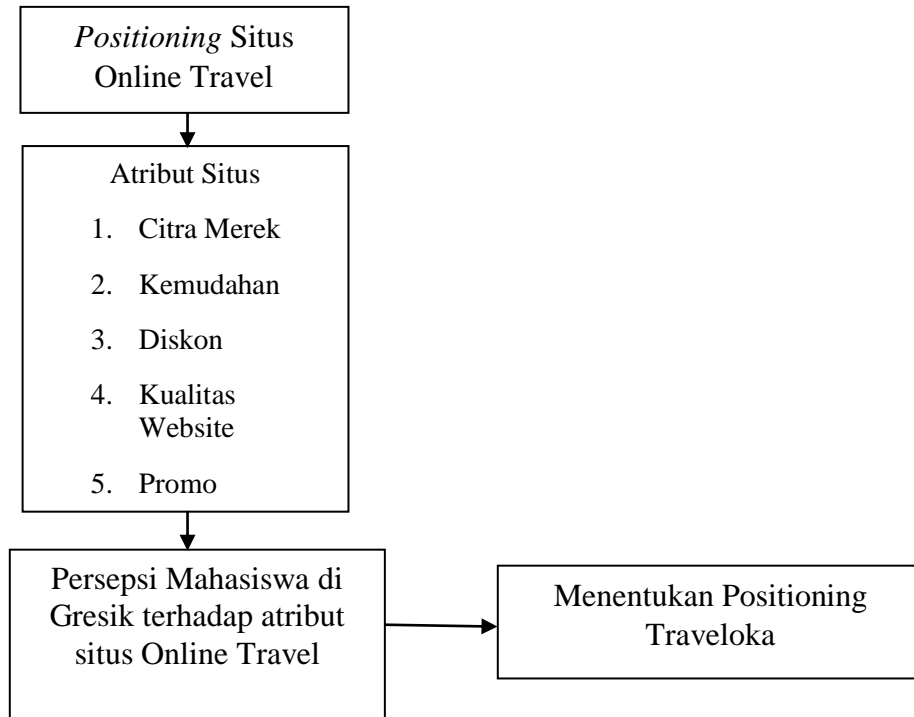 Positioning Situs
Online Travel
Atribut Situs
1. Citra Merek
2. Kemudahan
3. Diskon
4. Kualitas
Website
5. Promo
Persepsi Mahasiswa di
Gresik terhadap atribut
situs Online Travel
Menentukan Positioning
Traveloka